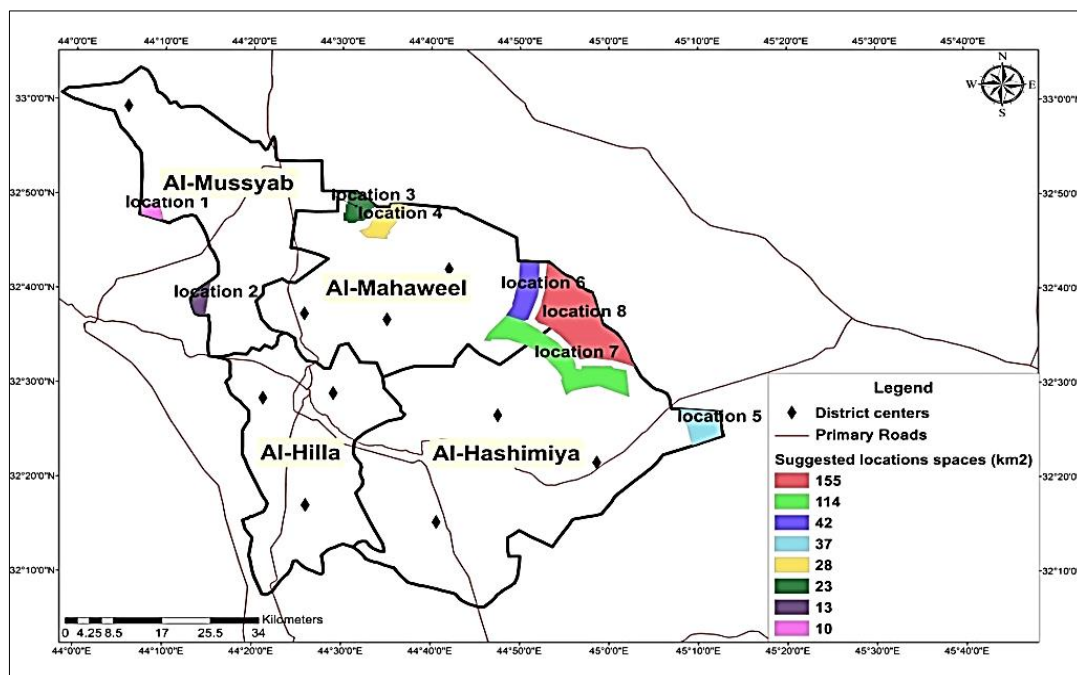 44°0'0"E 44°10'0"E 44°20'0"E 44°30'0"E 44°40'0"E 44°50'0"E 45°0'0"E 45°10'0"E 45°20'0"E 45°30'0"E 45°40'0"E
N
W E
S
33°0'0"N 33°0'0"N
Al-Mussyab
32°50'0"N 32°50'0"N
location 3
location 1
location 4
Al-Mahaweel
location 6
location 2
32°40'0"N 32°40'0"N
location 8
location 7
32°30'0"N 32°30'0"N
location 5
Al-Hilla
Al-Hashimiya
32°20'0"N 32°20'0"N
32°10'0"N 32°10'0"N
Legend
District centers
Primary Roads
Suggested locations spaces (km2)
155
114
42
37
28
23
13
10
Kilometers
0 4.25 8.5 17 25.5 34
44°0'0"E 44°10'0"E 44°20'0"E 44°30'0"E 44°40'0"E 44°50'0"E 45°0'0"E 45°10'0"E 45°20'0"E 45°30'0"E 45°40'0"E